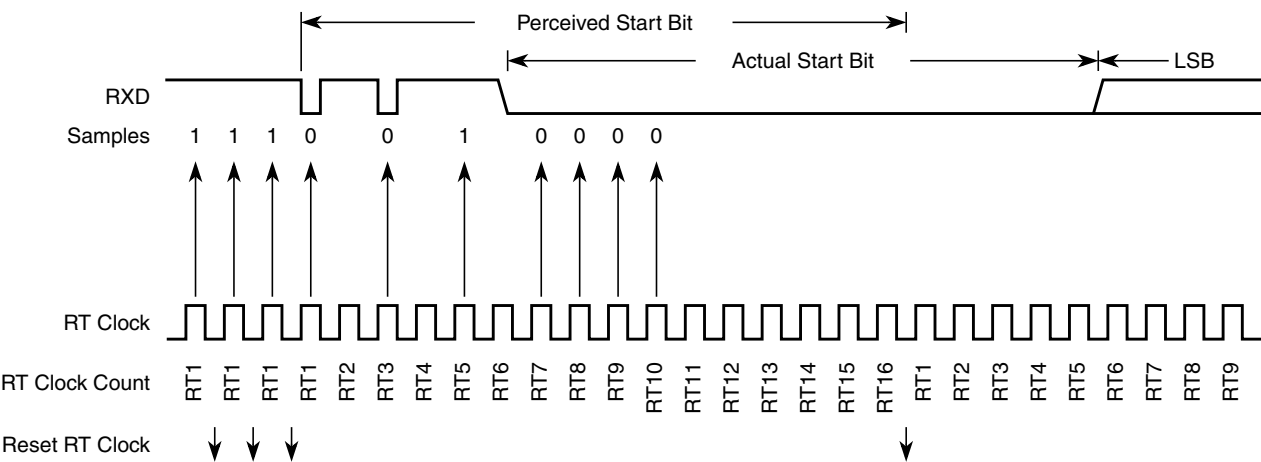 Perceived Start Bit
Actual Start Bit
LSB
RXD
Samples 1 1 1 0 0 1 0 0 0 0
RT Clock
RT Clock Count RT1 RT1 RT1 RT1 RT2 RT3 RT4 RT5 RT6 RT7 RT8 RT9 RT10 RT11 RT12 RT13 RT14 RT15 RT16 RT1 RT2 RT3 RT4 RT5 RT6 RT7 RT8 RT9
Reset RT Clock